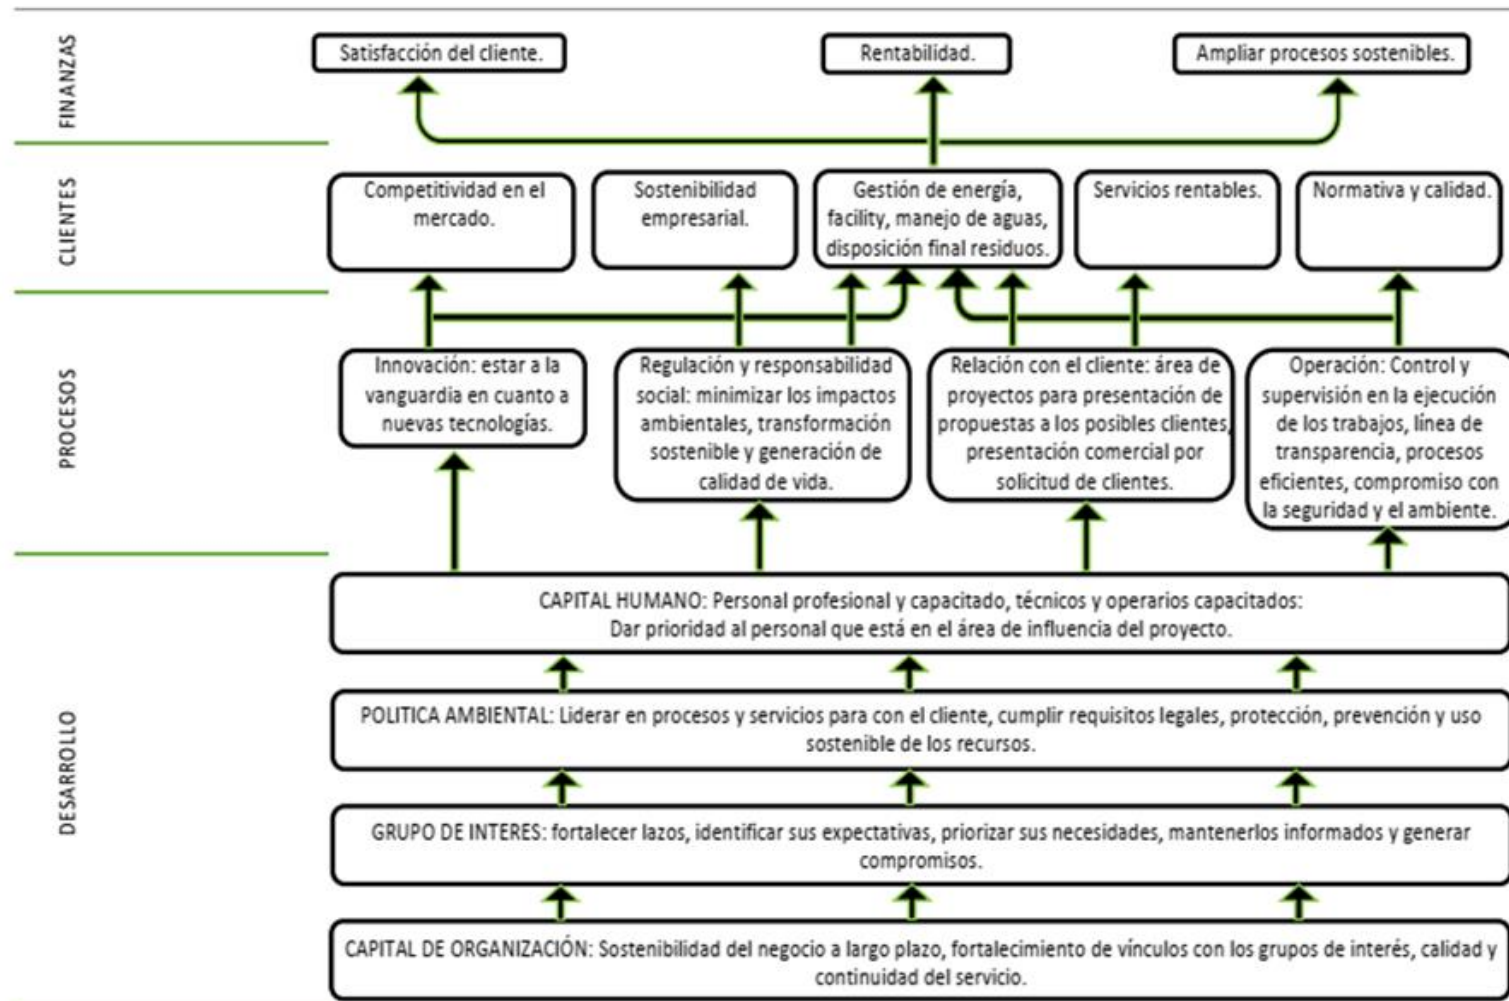 FINANZAS
Satisfacción del cliente.
Rentabilidad.
Ampliar procesos sostenibles.
CLIENTES
Competitividad en el
mercado.
Sostenibilidad
empresarial.
Gestión de energía,
facility, manejo de aguas,
disposición final residuos.
Servicios rentables.
Normativa y calidad.
PROCESOS
Innovación: estar a la
vanguardia en cuanto a
nuevas tecnologías.
Regulación y responsabilidad
social: minimizar los impactos
ambientales, transformación
sostenible y generación de
calidad de vida.
Relación con el cliente: área de
proyectos para presentación de
propuestas a los posibles clientes,
presentación comercial por
solicitud de clientes.
Operación: Control y
supervisión en la ejecución
de los trabajos, línea de
transparencia, procesos
eficientes, compromiso con
la seguridad y el ambiente.
DESARROLLO
CAPITAL HUMANO: Personal profesional y capacitado, técnicos y operarios capacitados:
Dar prioridad al personal que está en el área de influencia del proyecto.
POLITICA AMBIENTAL: Liderar en procesos y servicios para con el cliente, cumplir requisitos legales, protección, prevención y uso
sostenible de los recursos.
GRUPO DE INTERES: fortalecer lazos, identificar sus expectativas, priorizar sus necesidades, mantenerlos informados y generar
compromisos.
CAPITAL DE ORGANIZACIÓN: Sostenibilidad del negocio a largo plazo, fortalecimiento de vínculos con los grupos de interés, calidad y
continuidad del servicio.